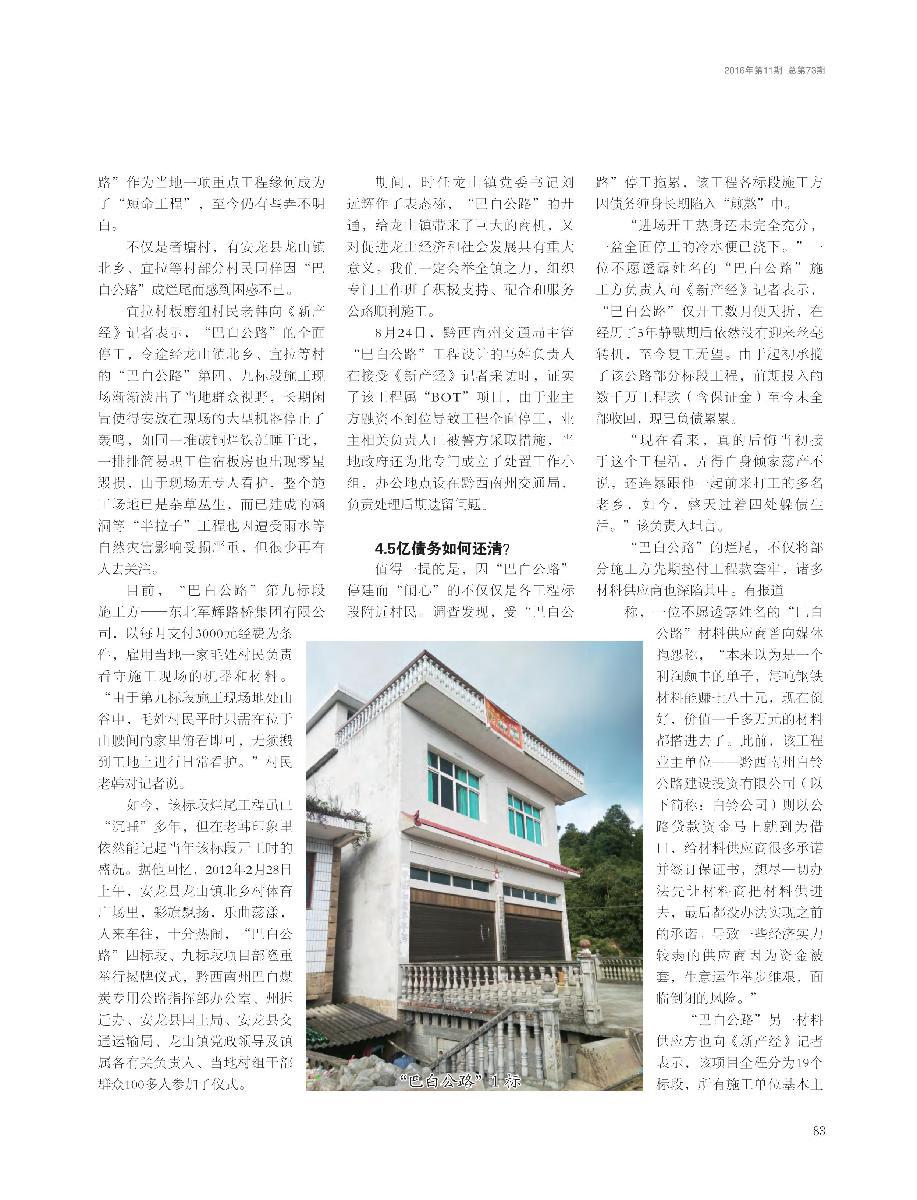 2016年第11期 总第73期
路”作为当地一项重点工程缘何成为
了“短命工程”，至今仍有些弄不明
白。
不仅是者塘村，有安龙县龙山镇
北乡、宜拉等村部分村民同样因“巴
白公路”成烂尾而感到困惑不已。
宜拉村板磨组村民老韩向《新产
经》记者表示，“巴白公路”的全面
停工，令途经龙山镇北乡、宜拉等村
的“巴白公路”第四、九标段施工现
场渐渐淡出了当地群众视野，长期闲
置使得安放在现场的大型机器停止了
轰鸣，如同一堆破铜烂铁沉睡于此，
一排排简易职工住宿板房也出现零星
毁损，由于现场无专人看护，整个施
工场地已是杂草丛生，而已建成的涵
洞等“半拉子”工程也因遭受雨水等
自然灾害影响受损严重，但很少再有
人去关注。
目前，“巴白公路”第九标段
施工方——东北军辉路桥集团有限公
司，以每月支付3000元经费为条
件，雇用当地一家毛姓村民负责
看守施工现场的机器和材料。
“由于第九标段施工现场地处山
谷中，毛姓村民平时只需在位于
山腰间的家里俯看即可，无须搬
到工地上进行日常看护。”村民
老韩对记者说。
如今，该标段烂尾工程虽已
“沉睡”多年，但在老韩印象里
依然能记起当年该标段开工时的
盛况。据他回忆，2012年2月28日
上午，安龙县龙山镇北乡村体育
广场里，彩旗飘扬，乐曲荡漾，
人来车往，十分热闹，“巴白公
路”四标段、九标段项目部隆重
举行揭牌仪式，黔西南州巴白煤
炭专用公路指挥部办公室、州拆
迁办、安龙县国土局、安龙县交
通运输局、龙山镇党政领导及镇
属各有关负责人、当地村组干部
群众100多人参加了仪式。
期间，时任龙山镇党委书记刘
远辉作了表态称，“巴白公路”的开
通，给龙山镇带来了巨大的商机，又
对促进龙山经济和社会发展具有重大
意义，我们一定会举全镇之力，组织
专门工作班子积极支持、配合和服务
公路顺利施工。
8月24日，黔西南州交通局主管
“巴白公路”工程设计的马姓负责人
在接受《新产经》记者采访时，证实
了该工程属“BOT”项目，由于业主
方融资不到位导致工程全面停工，业
主相关负责人已被警方采取措施，当
地政府还为此专门成立了处置工作小
组，办公地点设在黔西南州交通局，
负责处理后期遗留问题。
4.5亿债务如何还清？
值得一提的是，因“巴白公路”
停建而“闹心”的不仅仅是各工程标
段附近村民。调查发现，受“巴白公
路”停工拖累，该工程各标段施工方
因债务缠身长期陷入“煎熬”中。
“进场开工热身还未完全充分，
一盆全面停工的冷水便已浇下。”一
位不愿透露姓名的“巴白公路”施
工方负责人向《新产经》记者表示，
“巴白公路”仅开工数月便夭折，在
经历了3年静默期后依然没有迎来丝毫
转机，至今复工无望。由于起初承揽
了该公路部分标段工程，前期投入的
数千万工程款（含保证金）至今未全
部收回，现已负债累累。
“现在看来，真的后悔当初接
手这个工程活，弄得自身倾家荡产不
说，还连累跟他一起前来打工的多名
老乡，如今，整天过着四处躲债生
活。”该负责人坦言。
“巴白公路”的烂尾，不仅将部
分施工方先期垫付工程款套牢，诸多
材料供应商也深陷其中。有报道
称，一位不愿透露姓名的“巴白
公路”材料供应商曾向媒体
抱怨称，“本来以为是一个
利润颇丰的单子，每吨钢铁
材料能赚七八十元，现在倒
好，价值一千多万元的材料
都搭进去了。此前，该工程
业主单位——黔西南州白铃
公路建设投资有限公司（以
下简称：白铃公司）则以公
路贷款资金马上就到为借
口，给材料供应商很多承诺
并签订保证书，想尽一切办
法先让材料商把材料供进
去，最后都没办法实现之前
的承诺，导致一些经济实力
较弱的供应商因为资金被
套，生意运作举步维艰，面
临倒闭的风险。”
“巴白公路”另一材料
供应方也向《新产经》记者
表示，该项目全程分为19个
标段，所有施工单位基本上
“巴白公路”1标
83